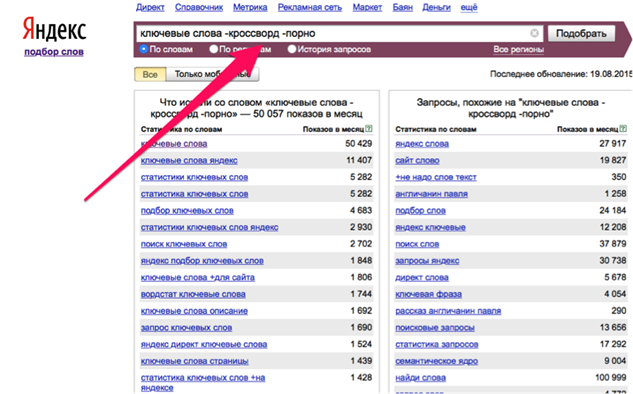 Директ Справочник Метрика Рекламная сеть Маркет Баян Деньги ещё
Яндекс
подбор слов
ключевые слова -кроссворд -порно
Подобрать
По словам По История запросов Все регионы
Все Только Последнее обновление: 19.08.2015
Что со словом «ключевые слова -
кроссворд -порно» — 50 057 показов в месяц
Статистика по словам Показов в месяц ?
ключевые слова 50 429
ключевые слова яндекс 11 407
статистики ключевых слов 5 282
статистика ключевых слов 5 282
подбор ключевых слов 4 683
статистики ключевых слов яндекс 2 930
поиск ключевых слов 2 702
яндекс подбор ключевых слов 1 848
ключевые слова +для сайта 1 806
вордстат ключевые слова 1 744
ключевые слова описание 1 692
запрос ключевых слов 1 690
яндекс директ ключевые слова 1 524
ключевые слова страницы 1 439
статистика ключевых слов +на 1 428
яндексе
Запросы, похожие на "ключевые слова -
кроссворд -порно"
Статистика по словам Показов в месяц ?
яндекс слова 27 917
сайт слово 19 827
+не надо слов текст 350
англичанин павля 1 258
подбор слов 24 184
яндекс ключевые 12 208
поиск слов 37 879
запросы яндекс 30 738
директ слова 5 678
ключевая фраза 4 054
рассказ англичанин павля 290
поисковые запросы 13 656
статистика запросов 17 292
семантическое ядро 9 004
найди слова 100 999